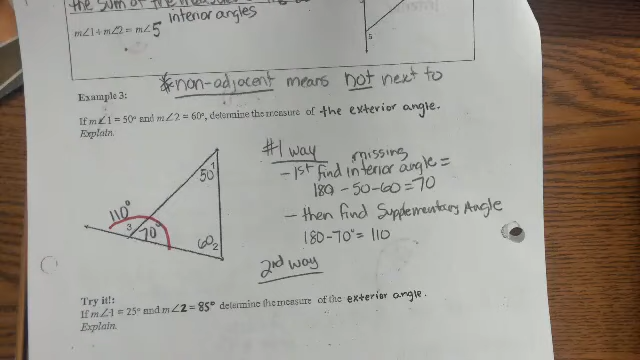 the sum of the measures
interior angles
m∠1 + m∠2 = m∠5
5
*non-adjacent means not next to
Example 3:
If m∠1 = 50° and m∠2 = 60°, determine the measure of the exterior angle.
Explain.
#1 way
missing
- 1st find interior angle =
180 - 50 - 60 = 70
- then find Supplementary Angle
180 - 70° = 110
2nd way
50° 1
110°
3 70°
60 2
Try it!:
If m∠1 = 25° and m∠2 = 85° determine the measure of the exterior angle.
Explain.